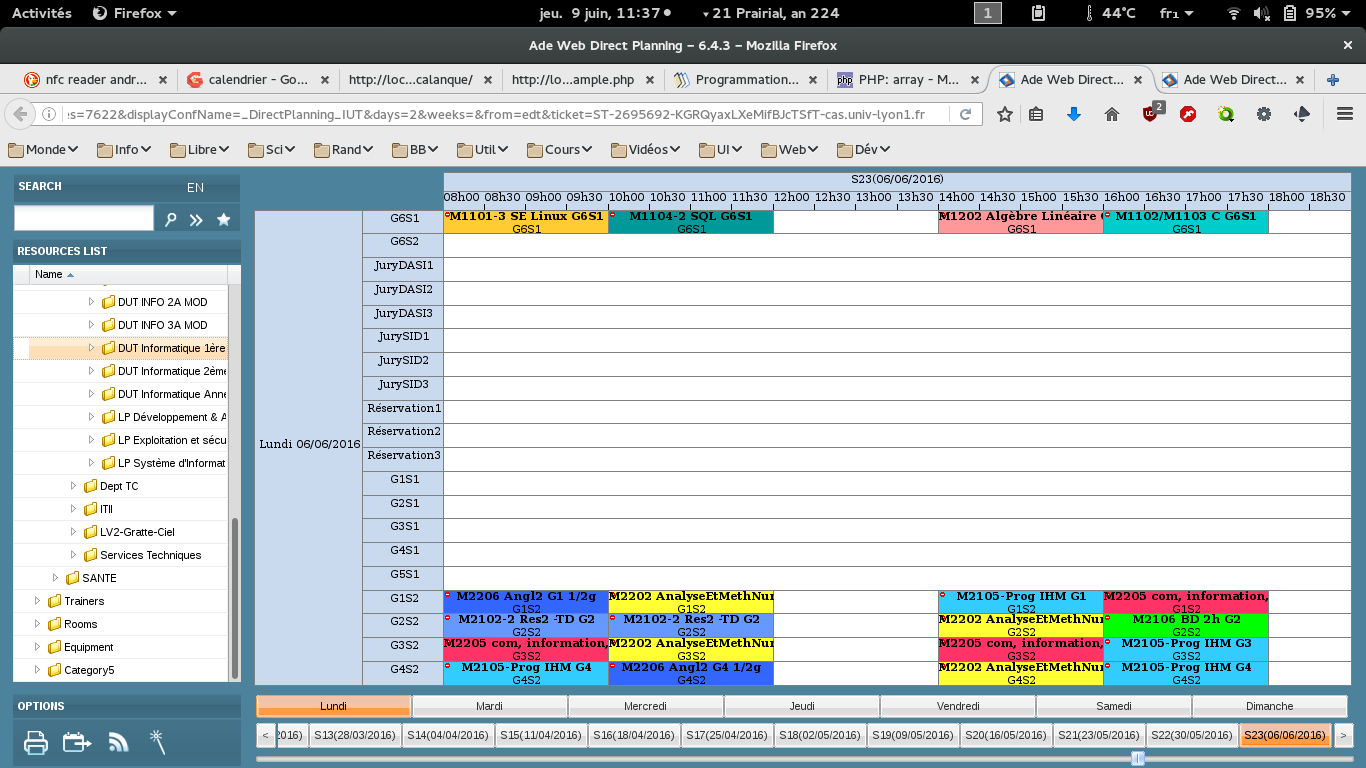 Activités Firefox jeu. 9 juin, 11:37 21 Prairial, an 224 1 44°C fr₁ 95%
Ade Web Direct Planning – 6.4.3 – Mozilla Firefox
nfc reader andr... calendrier - Go... http://loc...calanque/ http://lo...ample.php Programmation... PHP: array - M... Ade Web Direct... Ade Web Direct...
s=7622&displayConfName=_DirectPlanning_IUT&days=2&weeks=&from=edt&ticket=ST-2695692-KGRQyaxLXeMifBJcTSfT-cas.univ-lyon1.fr 2
Monde Info Libre Sci Rand BB Util Cours Vidéos UI Web Dév
SEARCH EN
RESOURCES LIST
Name
DUT INFO 2A MOD
DUT INFO 3A MOD
DUT Informatique 1ère
DUT Informatique 2ème
DUT Informatique Anne
LP Développement & A
LP Exploitation et sécu
LP Système d'Informat
Dept TC
ITII
LV2-Gratte-Ciel
Services Techniques
SANTE
Trainers
Rooms
Equipment
Category5
OPTIONS
S23(06/06/2016)
08h00 08h30 09h00 09h30 10h00 10h30 11h00 11h30 12h00 12h30 13h00 13h30 14h00 14h30 15h00 15h30 16h00 16h30 17h00 17h30 18h00 18h30
Lundi 06/06/2016
G6S1 M1101-3 SE Linux G6S1 M1104-2 SQL G6S1 M1202 Algèbre Linéaire M1102/M1103 C G6S1
G6S1 G6S1 G6S1 G6S1
G6S2
JuryDASI1
JuryDASI2
JuryDASI3
JurySID1
JurySID2
JurySID3
Réservation1
Réservation2
Réservation3
G1S1
G2S1
G3S1
G4S1
G5S1
G1S2 M2206 Angl2 G1 1/2g M2202 AnalyseEtMethNur M2105-Prog IHM G1 M2205 com, information,
G1S2 G1S2 G1S2 G1S2
G2S2 M2102-2 Res2 -TD G2 M2102-2 Res2 -TD G2 M2202 AnalyseEtMethNur M2106 BD 2h G2
G2S2 G2S2 G2S2 G2S2
G3S2 M2205 com, information, M2202 AnalyseEtMethNur M2205 com, information, M2105-Prog IHM G3
G3S2 G3S2 G3S2 G3S2
G4S2 M2105-Prog IHM G4 M2206 Angl2 G4 1/2g M2202 AnalyseEtMethNur M2105-Prog IHM G4
G4S2 G4S2 G4S2 G4S2
Lundi Mardi Mercredi Jeudi Vendredi Samedi Dimanche
< 2016) S13(28/03/2016) S14(04/04/2016) S15(11/04/2016) S16(18/04/2016) S17(25/04/2016) S18(02/05/2016) S19(09/05/2016) S20(16/05/2016) S21(23/05/2016) S22(30/05/2016) S23(06/06/2016) >